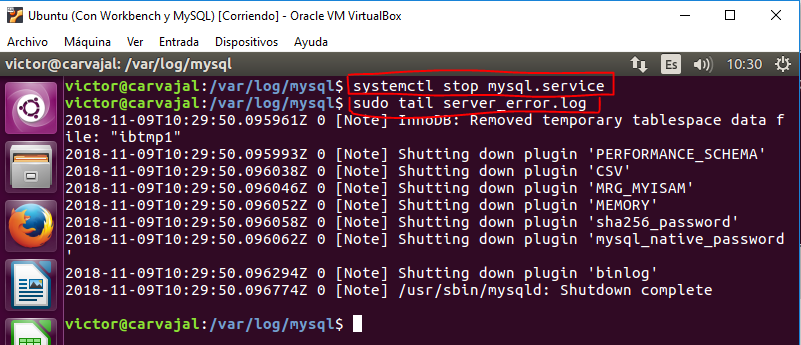 Ubuntu (Con Workbench y MySQL) [Corriendo] - Oracle VM VirtualBox
Archivo Máquina Ver Entrada Dispositivos Ayuda
victor@carvajal: /var/log/mysql Es 10:30
victor@carvajal:/var/log/mysql$ systemctl stop mysql.service
victor@carvajal:/var/log/mysql$ sudo tail server_error.log
2018-11-09T10:29:50.095961Z 0 [Note] InnoDB: Removed temporary tablespace data f
ile: "ibtmp1"
2018-11-09T10:29:50.095993Z 0 [Note] Shutting down plugin 'PERFORMANCE_SCHEMA'
2018-11-09T10:29:50.096038Z 0 [Note] Shutting down plugin 'CSV'
2018-11-09T10:29:50.096046Z 0 [Note] Shutting down plugin 'MRG_MYISAM'
2018-11-09T10:29:50.096052Z 0 [Note] Shutting down plugin 'MEMORY'
2018-11-09T10:29:50.096058Z 0 [Note] Shutting down plugin 'sha256_password'
2018-11-09T10:29:50.096062Z 0 [Note] Shutting down plugin 'mysql_native_password
'
2018-11-09T10:29:50.096294Z 0 [Note] Shutting down plugin 'binlog'
2018-11-09T10:29:50.096774Z 0 [Note] /usr/sbin/mysqld: Shutdown complete
victor@carvajal:/var/log/mysql$